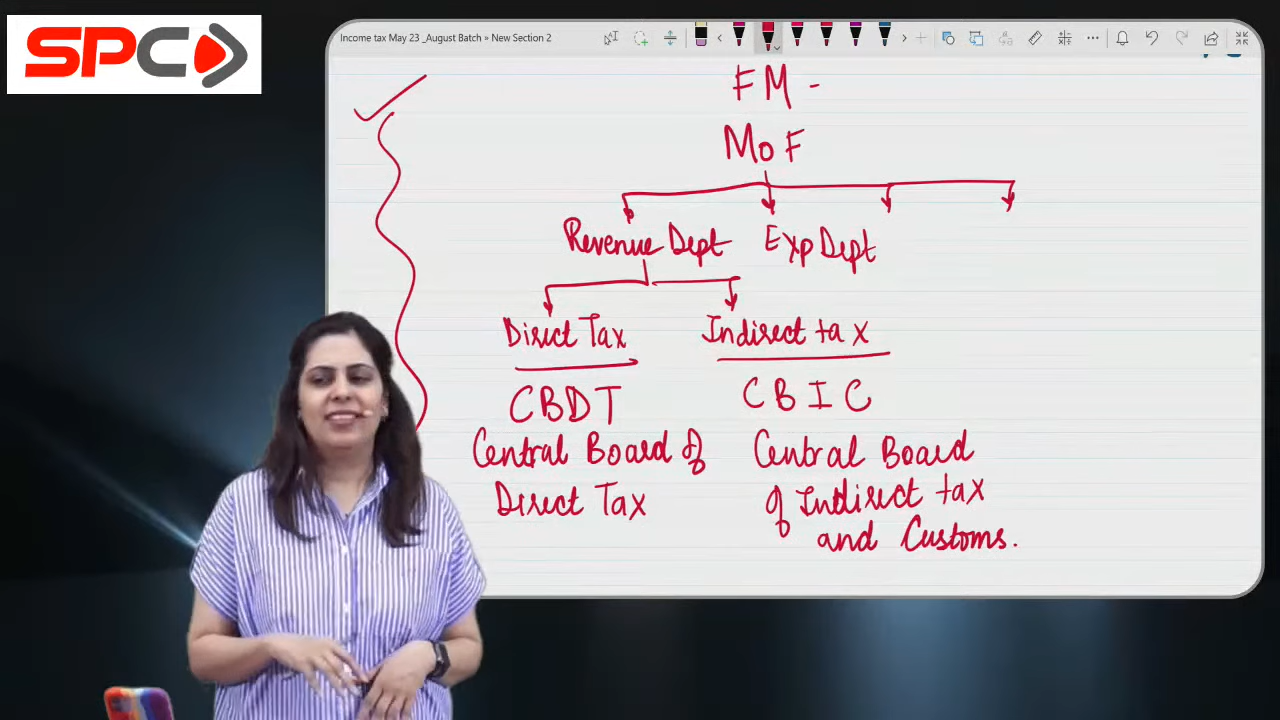 SPC
Income tax May 23 _August Batch » New Section 2
FM -
MoF
Revenue Dept Exp Dept
Direct Tax Indirect tax
CBDT CBIC
Central Board of
Direct Tax
Central Board
of Indirect tax
and Customs.